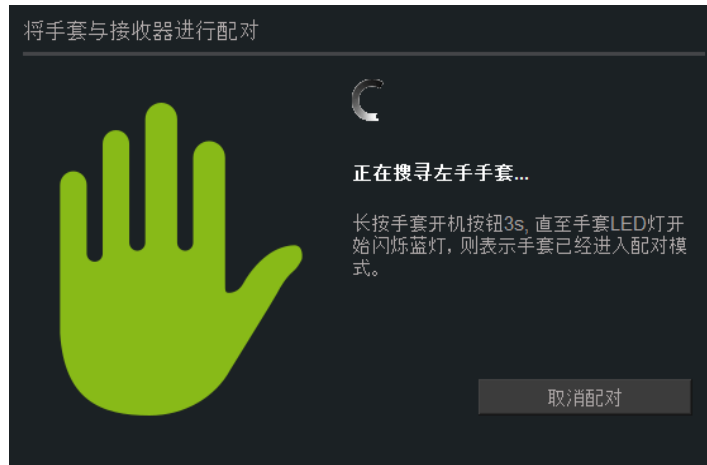 将手套与接收器进行配对
正在搜寻左手手套...
长按手套开机按钮3s, 直至手套LED灯开
始闪烁蓝灯, 则表示手套已经进入配对模
式。
取消配对